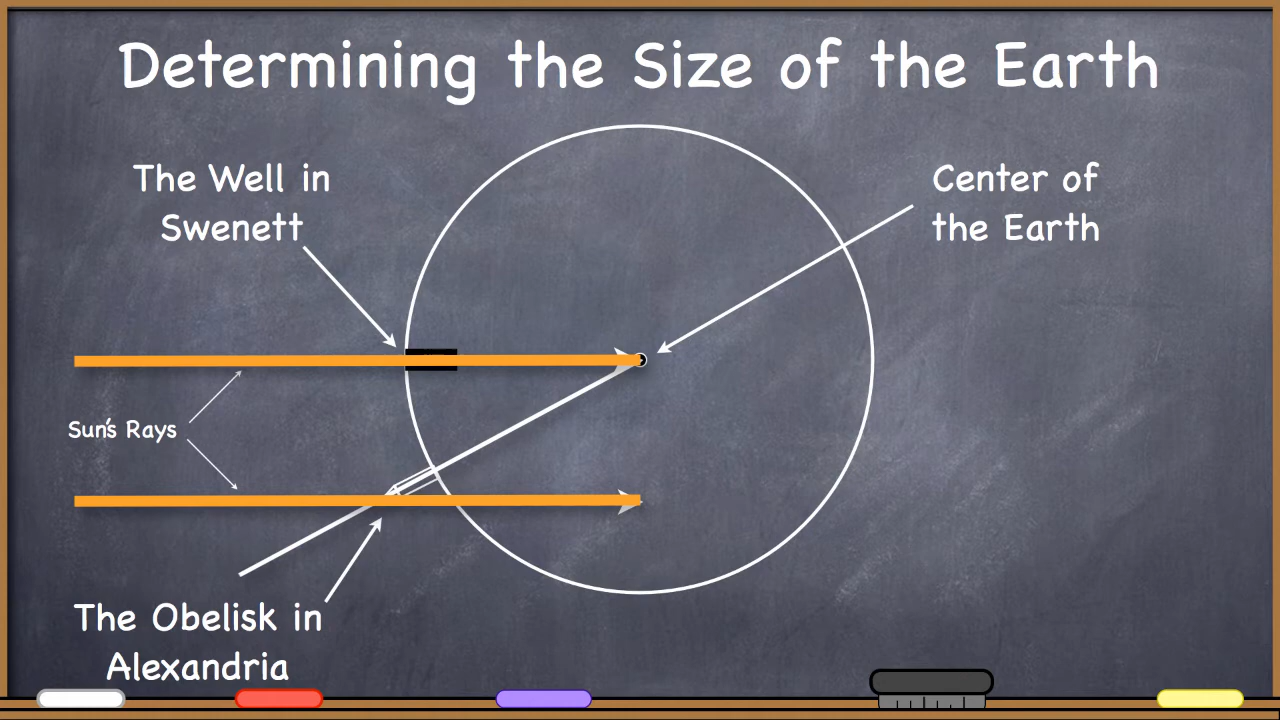 Determining the Size of the Earth
The Well in
Swenett
Center of
the Earth
Sun's Rays
The Obelisk in
Alexandria